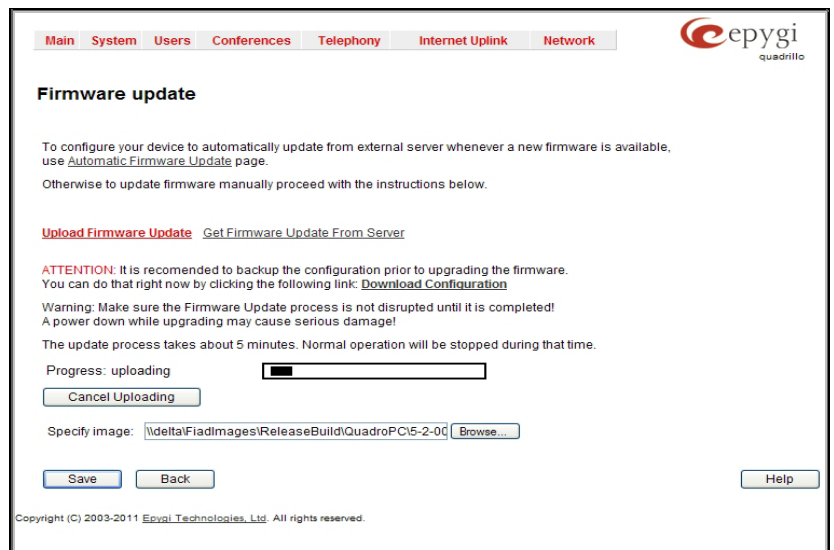 Main System Users Conferences Telephony Internet Uplink Network
epygi
quadrillo
Firmware update
To configure your device to automatically update from external server whenever a new firmware is available,
use Automatic Firmware Update page.
Otherwise to update firmware manually proceed with the instructions below.
Upload Firmware Update Get Firmware Update From Server
ATTENTION: It is recomended to backup the configuration prior to upgrading the firmware.
You can do that right now by clicking the following link: Download Configuration
Warning: Make sure the Firmware Update process is not disrupted until it is completed!
A power down while upgrading may cause serious damage!
The update process takes about 5 minutes. Normal operation will be stopped during that time.
Progress: uploading
Cancel Uploading
Specify image: \\delta\FiadImages\ReleaseBuild\QuadroPC\5-2-00 Browse...
Save Back Help
Copyright (C) 2003-2011 Epygi Technologies, Ltd. All rights reserved.